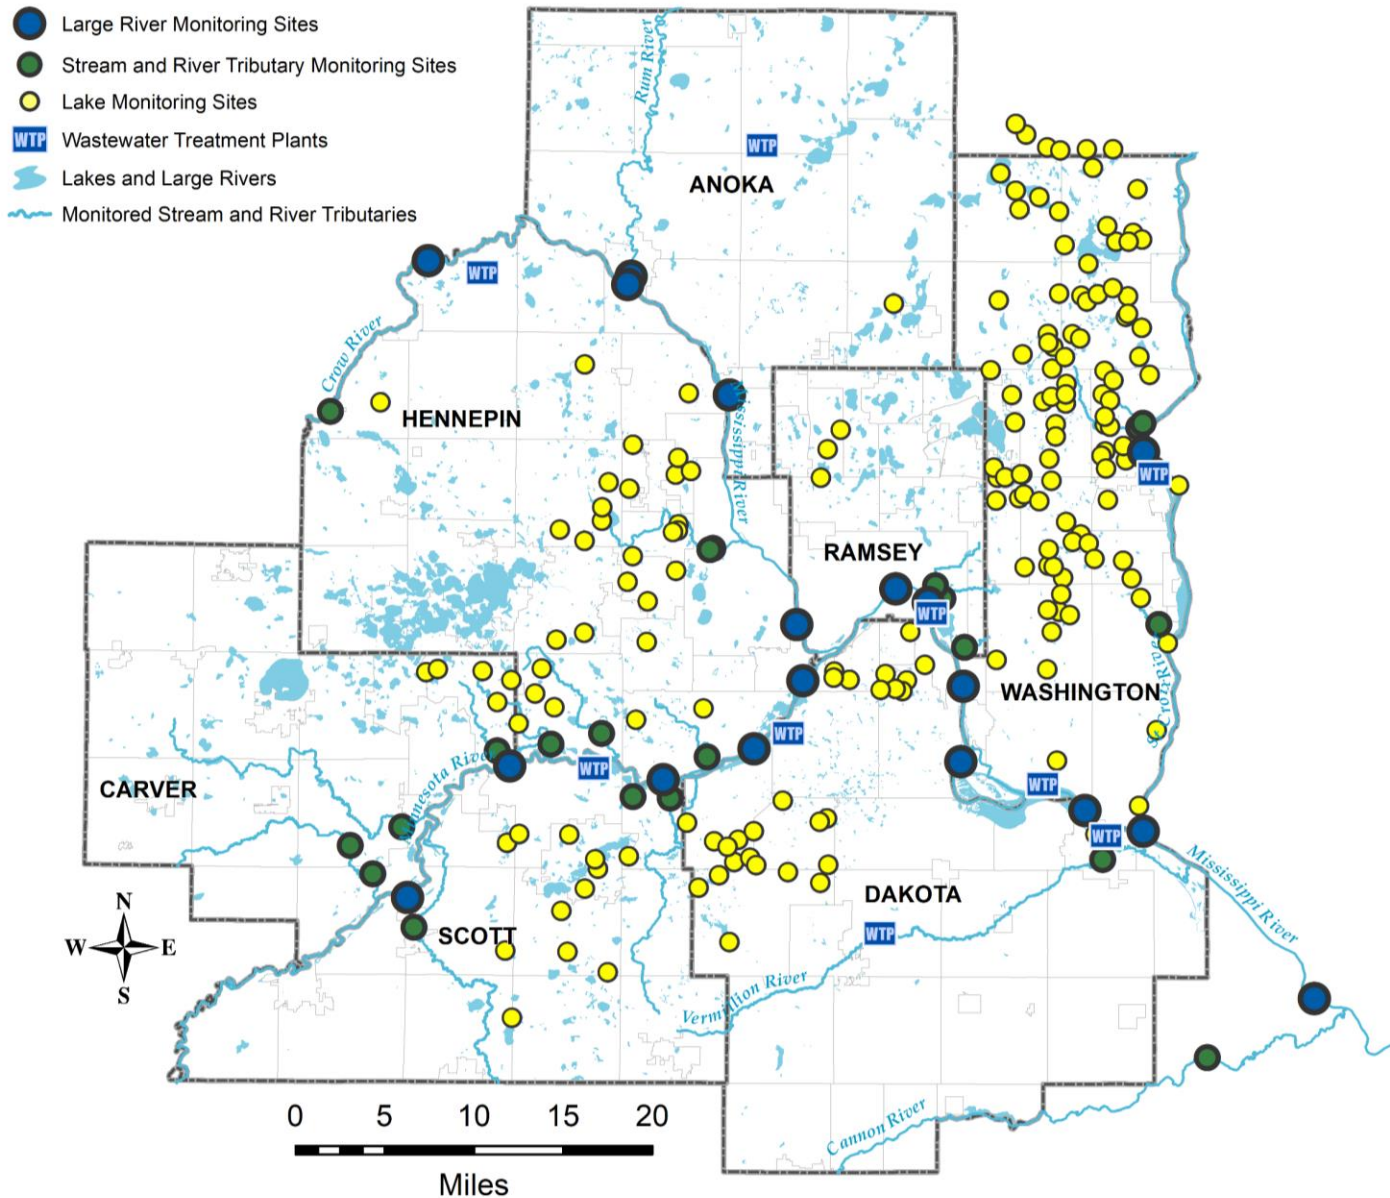 Large River Monitoring Sites
Stream and River Tributary Monitoring Sites
Lake Monitoring Sites
WTP Wastewater Treatment Plants
Lakes and Large Rivers
Monitored Stream and River Tributaries
Rum River
WTP
ANOKA
WTP
Crow River
HENNEPIN
Mississippi River
RAMSEY
WTP
WTP
WASHINGTON
St. Croix River
WTP
WTP
CARVER
Minnesota River
WTP
WTP
Mississippi River
DAKOTA
SCOTT
WTP
Vermillion River
Cannon River
N
W E
S
0 5 10 15 20
Miles